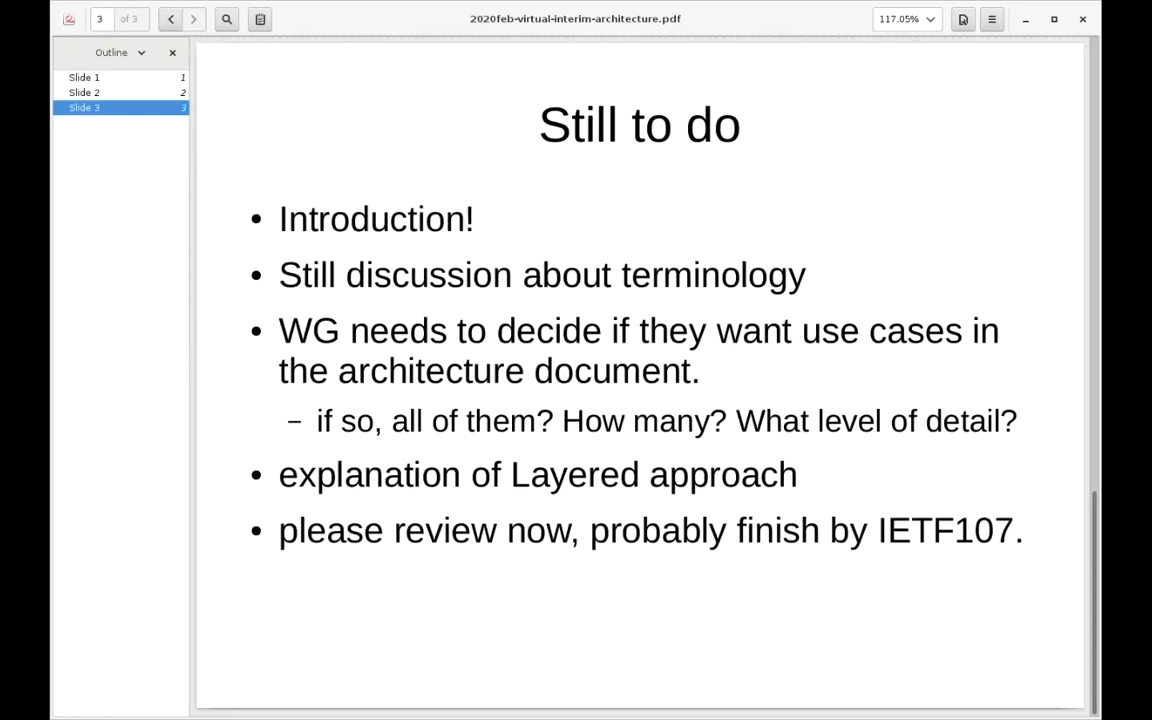 3 of 3
2020feb-virtual-interim-architecture.pdf
117.05%
Outline
Slide 1 1
Slide 2 2
Slide 3 3
Still to do
• Introduction!
• Still discussion about terminology
• WG needs to decide if they want use cases in
the architecture document.
– if so, all of them? How many? What level of detail?
• explanation of Layered approach
• please review now, probably finish by IETF107.